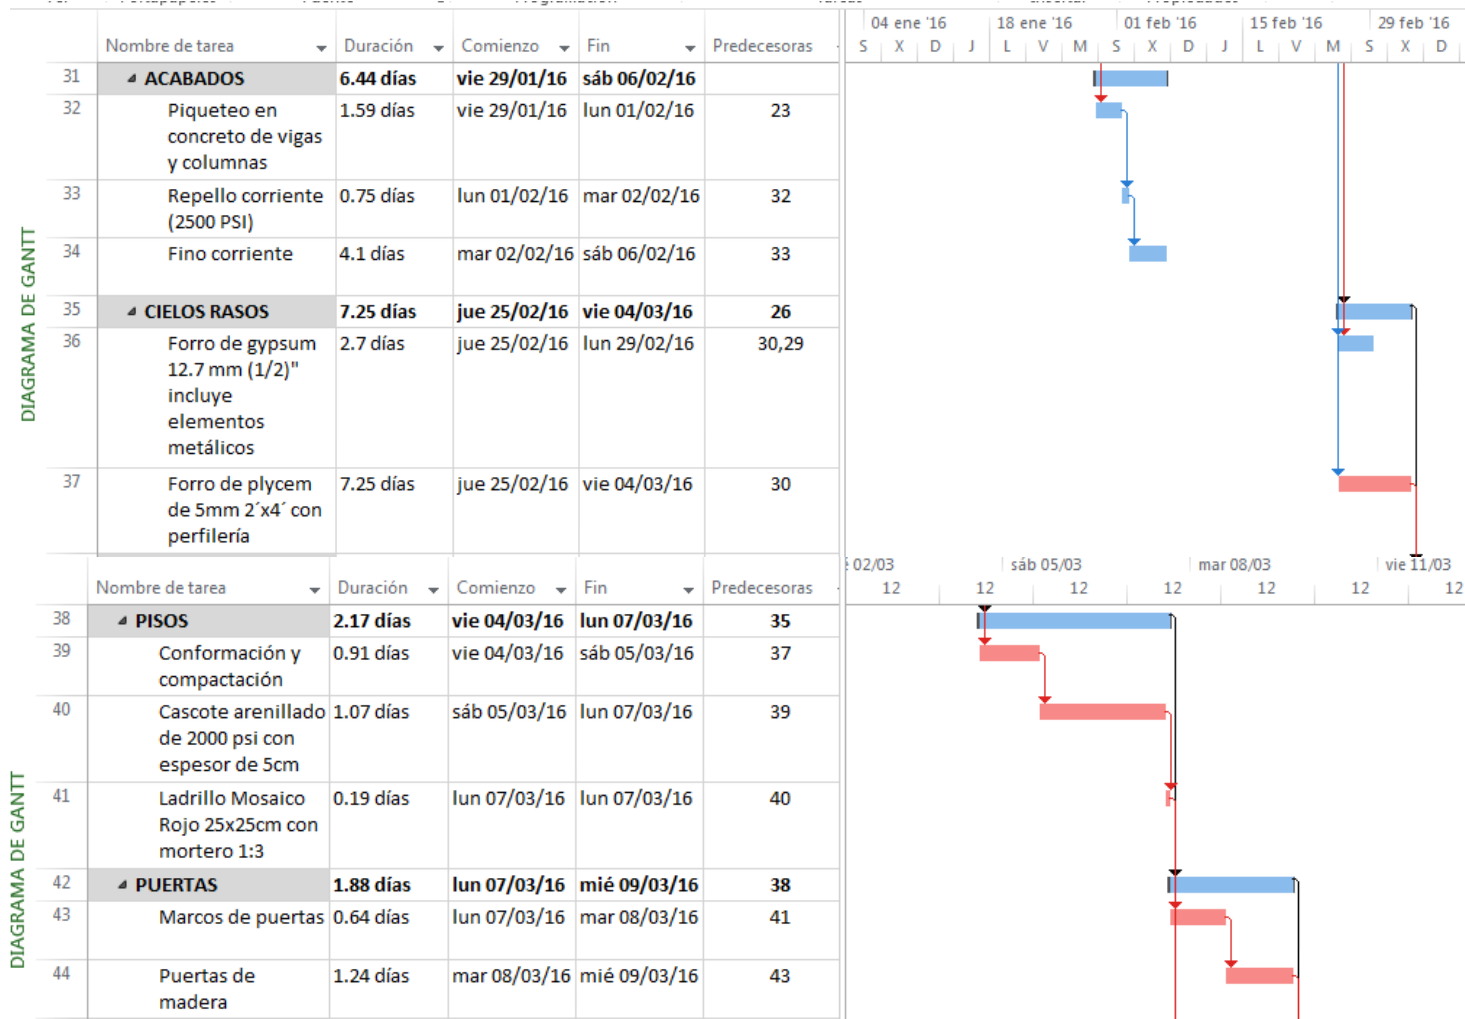 Nombre de tarea Duración Comienzo Fin Predecesoras
04 ene '16 18 ene '16 01 feb '16 15 feb '16 29 feb '16
S X D J L V M S X D J L V M S X D
31 ACABADOS 6.44 días vie 29/01/16 sáb 06/02/16
32 Piqueteo en 1.59 días vie 29/01/16 lun 01/02/16 23
concreto de vigas
y columnas
33 Repello corriente 0.75 días lun 01/02/16 mar 02/02/16 32
(2500 PSI)
34 Fino corriente 4.1 días mar 02/02/16 sáb 06/02/16 33
35 CIELOS RASOS 7.25 días jue 25/02/16 vie 04/03/16 26
36 Forro de gypsum 2.7 días jue 25/02/16 lun 29/02/16 30,29
12.7 mm (1/2)"
incluye
elementos
metálicos
37 Forro de plycem 7.25 días jue 25/02/16 vie 04/03/16 30
de 5mm 2´x4´ con
perfilería
DIAGRAMA DE GANTT
Nombre de tarea Duración Comienzo Fin Predecesoras
02/03 sáb 05/03 mar 08/03 vie 11/03
12 12 12 12 12 12 12
38 PISOS 2.17 días vie 04/03/16 lun 07/03/16 35
39 Conformación y 0.91 días vie 04/03/16 sáb 05/03/16 37
compactación
40 Cascote arenillado 1.07 días sáb 05/03/16 lun 07/03/16 39
de 2000 psi con
espesor de 5cm
41 Ladrillo Mosaico 0.19 días lun 07/03/16 lun 07/03/16 40
Rojo 25x25cm con
mortero 1:3
42 PUERTAS 1.88 días lun 07/03/16 mié 09/03/16 38
43 Marcos de puertas 0.64 días lun 07/03/16 mar 08/03/16 41
44 Puertas de 1.24 días mar 08/03/16 mié 09/03/16 43
madera
DIAGRAMA DE GANTT